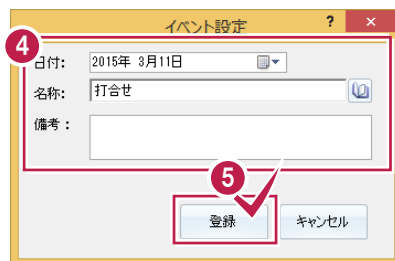 イベント設定 ? ×
4
日付: 2015年 3月11日
名称: 打合せ
備考:
5
登録 キャンセル